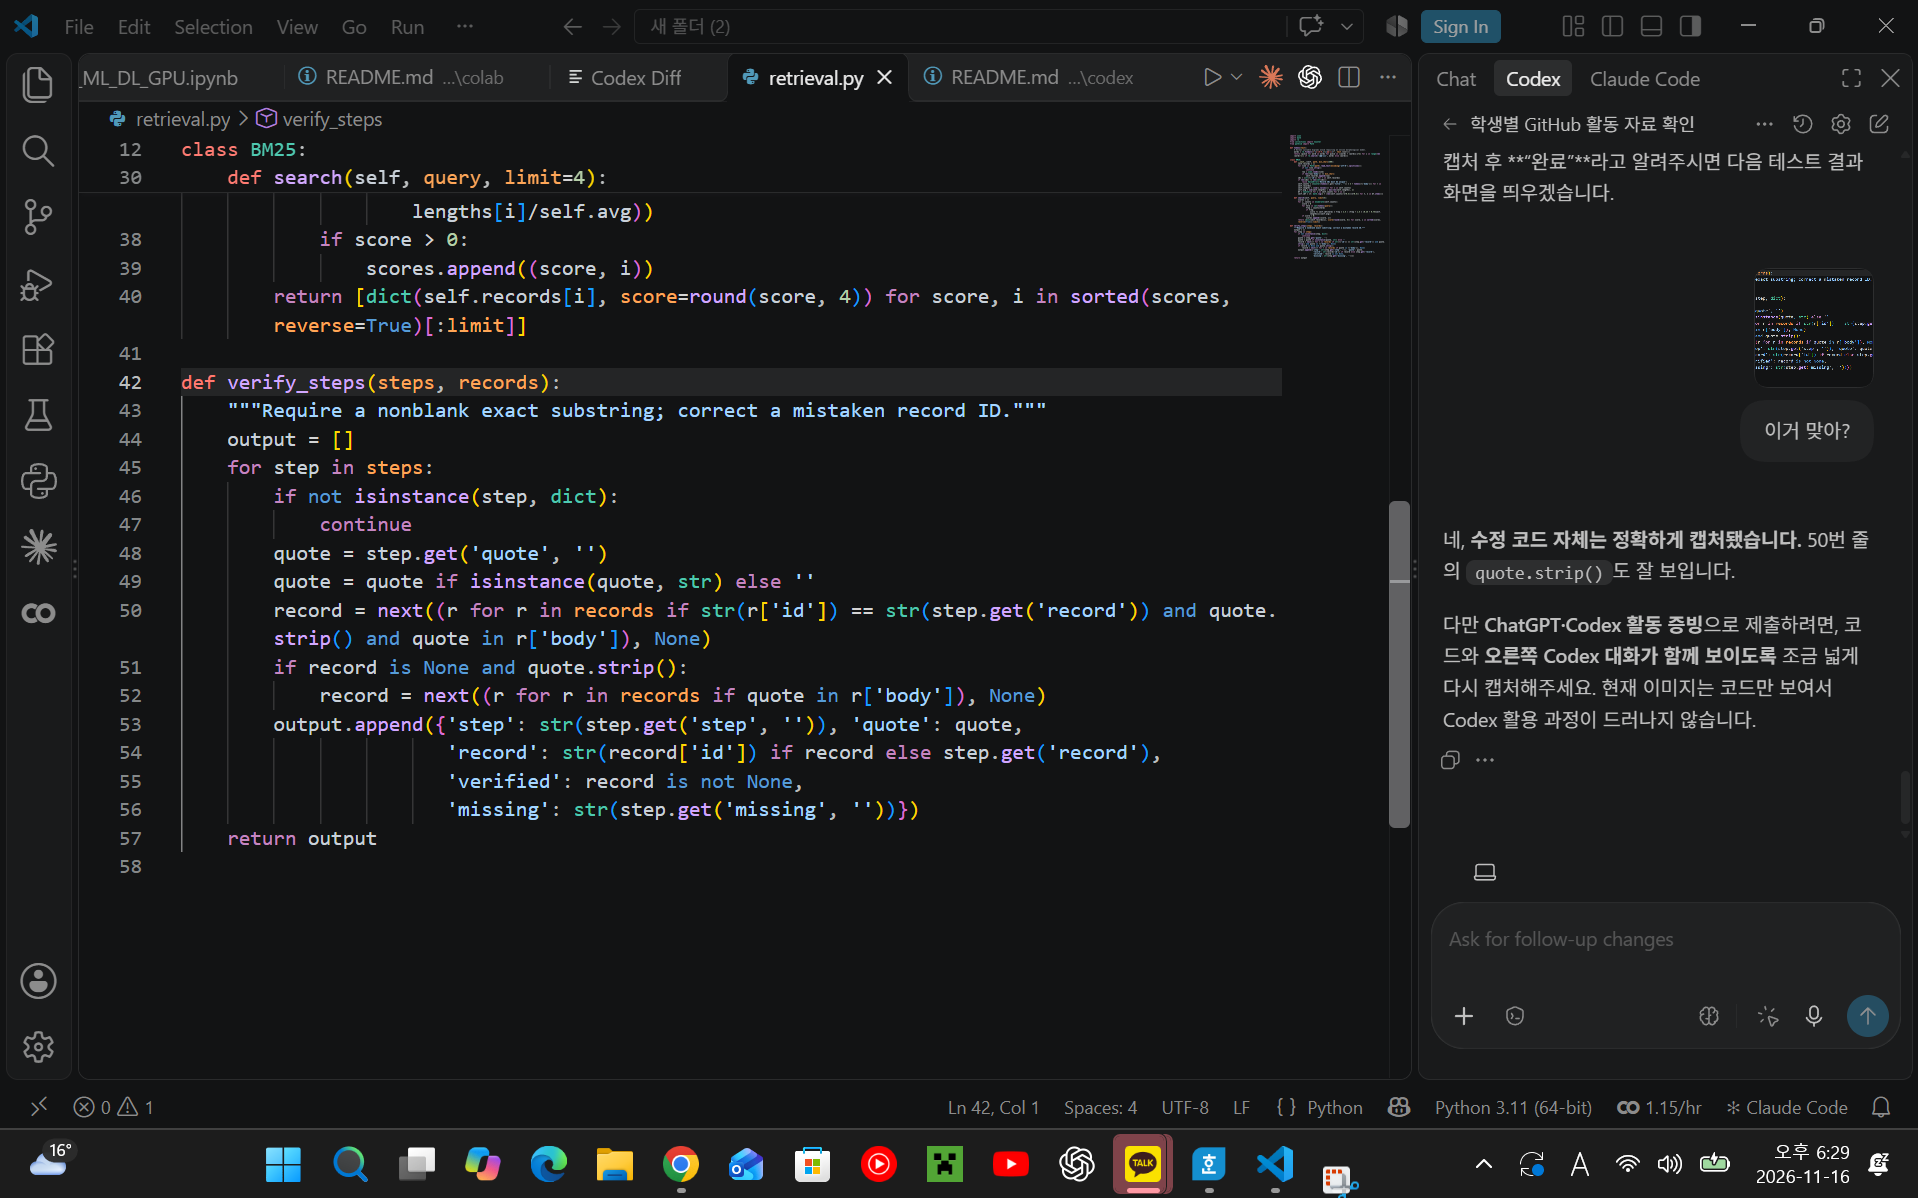 File Edit Selection View Go Run ···
새 폴더 (2)
Sign In
_ML_DL_GPU.ipynb
README.md ...\colab
Codex Diff
retrieval.py
README.md ...\codex
retrieval.py > verify_steps
12 class BM25:
30 def search(self, query, limit=4):
lengths[i]/self.avg))
38 if score > 0:
39 scores.append((score, i))
40 return [dict(self.records[i], score=round(score, 4)) for score, i in sorted(scores,
reverse=True)[:limit]]
41
42 def verify_steps(steps, records):
43 """Require a nonblank exact substring; correct a mistaken record ID."""
44 output = []
45 for step in steps:
46 if not isinstance(step, dict):
47 continue
48 quote = step.get('quote', '')
49 quote = quote if isinstance(quote, str) else ''
50 record = next((r for r in records if str(r['id']) == str(step.get('record')) and quote.
strip() and quote in r['body']), None)
51 if record is None and quote.strip():
52 record = next((r for r in records if quote in r['body']), None)
53 output.append({'step': str(step.get('step', '')), 'quote': quote,
54 'record': str(record['id']) if record else step.get('record'),
55 'verified': record is not None,
56 'missing': str(step.get('missing', ''))})
57 return output
58
Chat Codex Claude Code
학생별 GitHub 활동 자료 확인
캡처 후 **“완료”**라고 알려주시면 다음 테스트 결과
화면을 띄우겠습니다.
이거 맞아?
네, 수정 코드 자체는 정확하게 캡처됐습니다. 50번 줄
의 quote.strip()도 잘 보입니다.
다만 ChatGPT·Codex 활동 증빙으로 제출하려면, 코
드와 오른쪽 Codex 대화가 함께 보이도록 조금 넓게
다시 캡처해주세요. 현재 이미지는 코드만 보여서
Codex 활용 과정이 드러나지 않습니다.
Ask for follow-up changes
0 1
Ln 42, Col 1 Spaces: 4 UTF-8 LF { } Python
Python 3.11 (64-bit) 1.15/hr Claude Code
16°
TALK
A
오후 6:29
2026-11-16